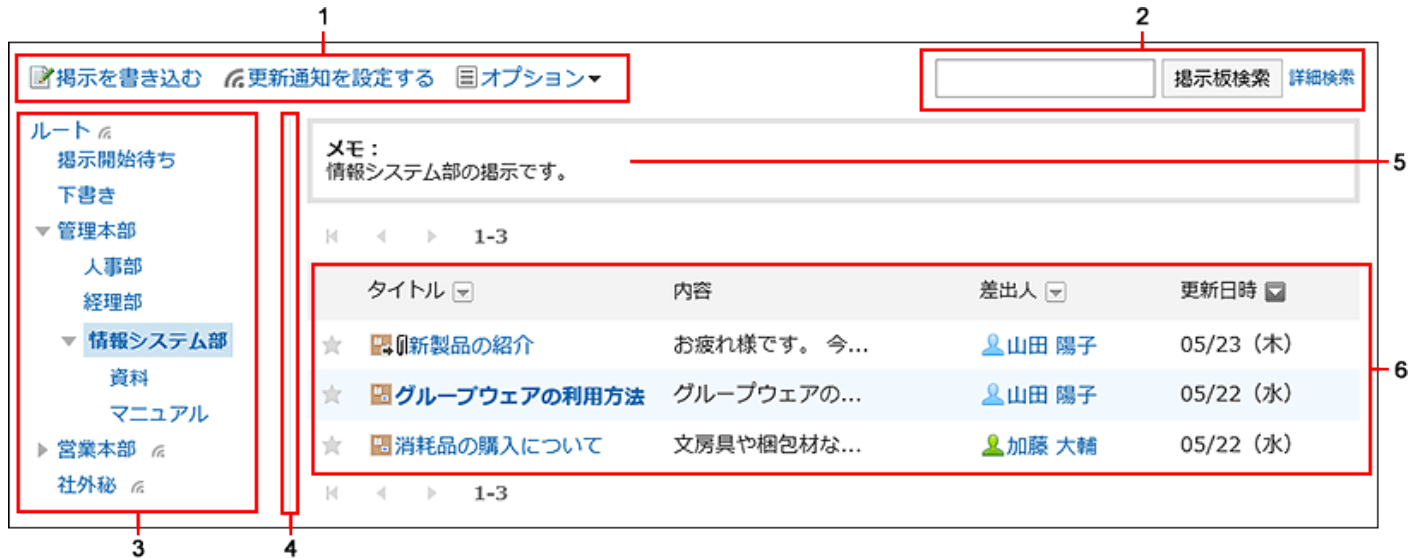 1
2
掲示を書き込む 更新通知を設定する オプション▼
掲示板検索 詳細検索
ルート
掲示開始待ち
下書き
管理本部
人事部
経理部
情報システム部
資料
マニュアル
営業本部
社外秘
3
4
メモ：
情報システム部の掲示です。
5
1-3
タイトル 内容 差出人 更新日時
新製品の紹介 お疲れ様です。 今... 山田 陽子 05/23（木）
グループウェアの利用方法 グループウェアの... 山田 陽子 05/22（水）
消耗品の購入について 文房具や梱包材な... 加藤 大輔 05/22（水）
6
1-3